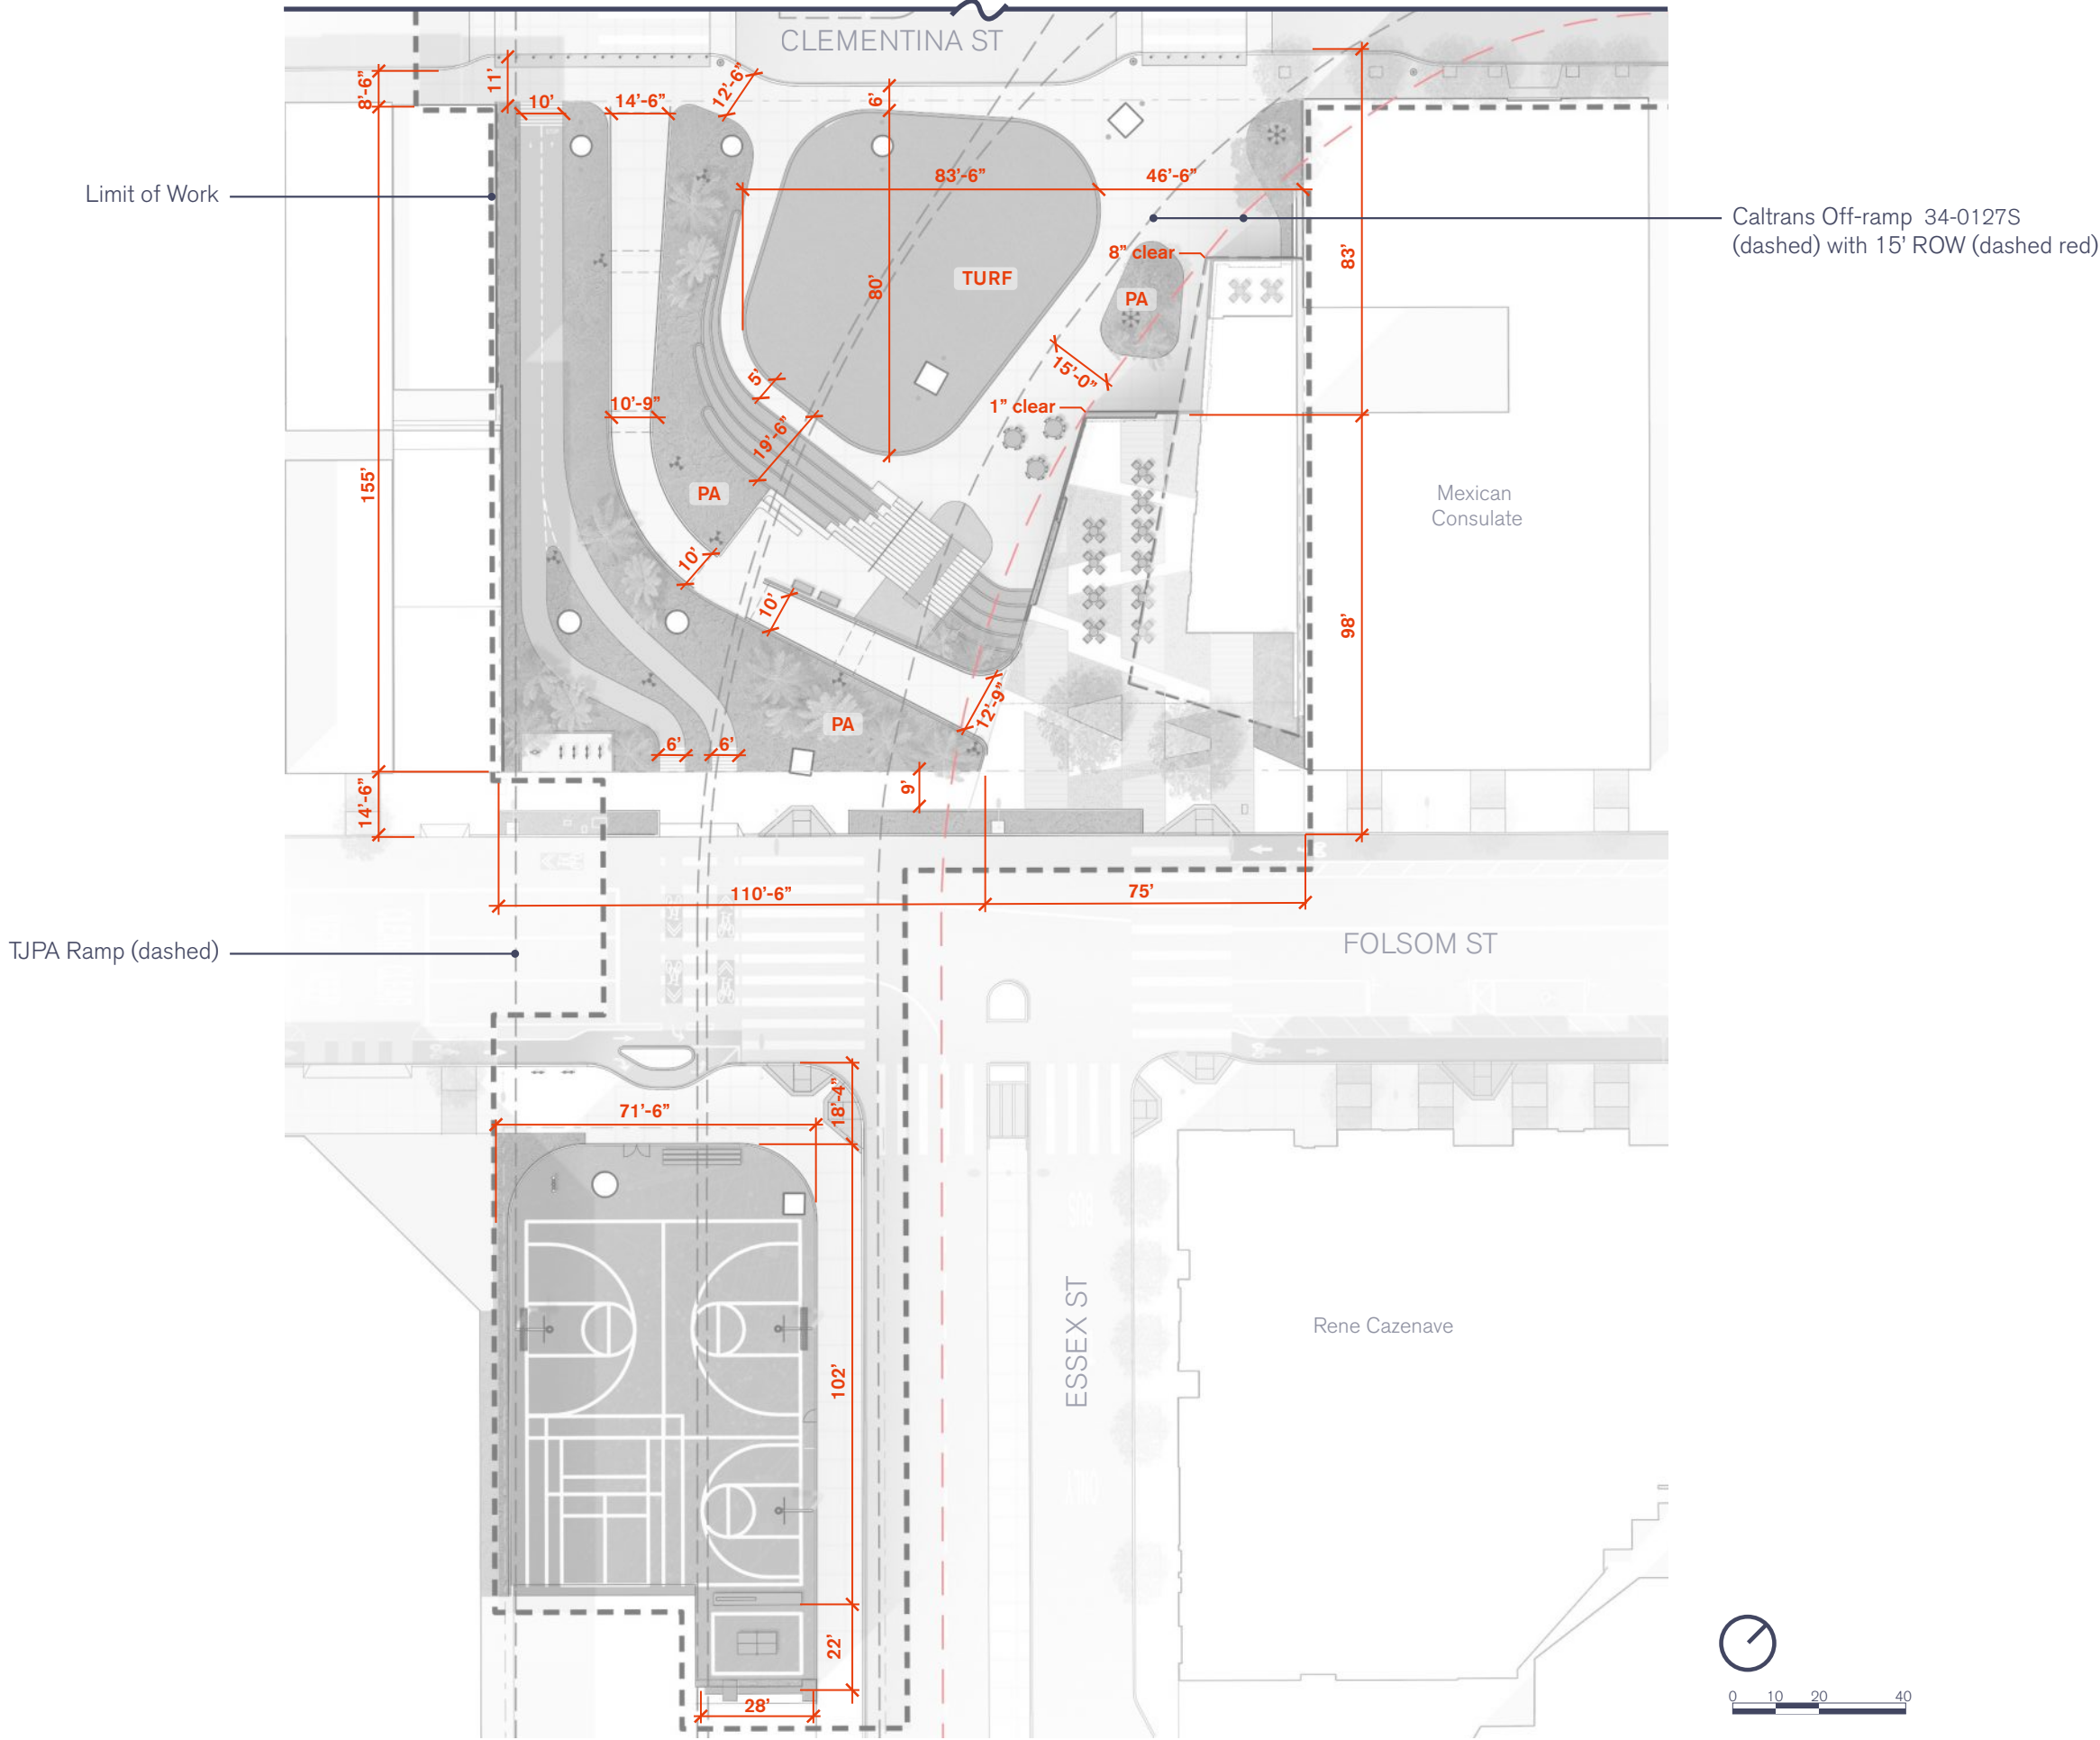 CLEMENTINA ST
8'-6"
11'
10'
14'-6"
12'-6"
6'
Limit of Work
83'-6"
46'-6"
Caltrans Off-ramp 34-0127S
(dashed) with 15' ROW (dashed red)
8" clear
83'
TURF
80'
PA
15'-0"
5'
10'-9"
1" clear
19'-6"
155'
PA
Mexican
Consulate
10'
10'
98'
12'-9"
PA
6'
6'
9'
14'-6"
110'-6"
75'
TJPA Ramp (dashed)
FOLSOM ST
18'-4"
71'-6"
BUS
ESSEX ST
Rene Cazenave
102'
ONLY
22'
28'
0 10 20 40